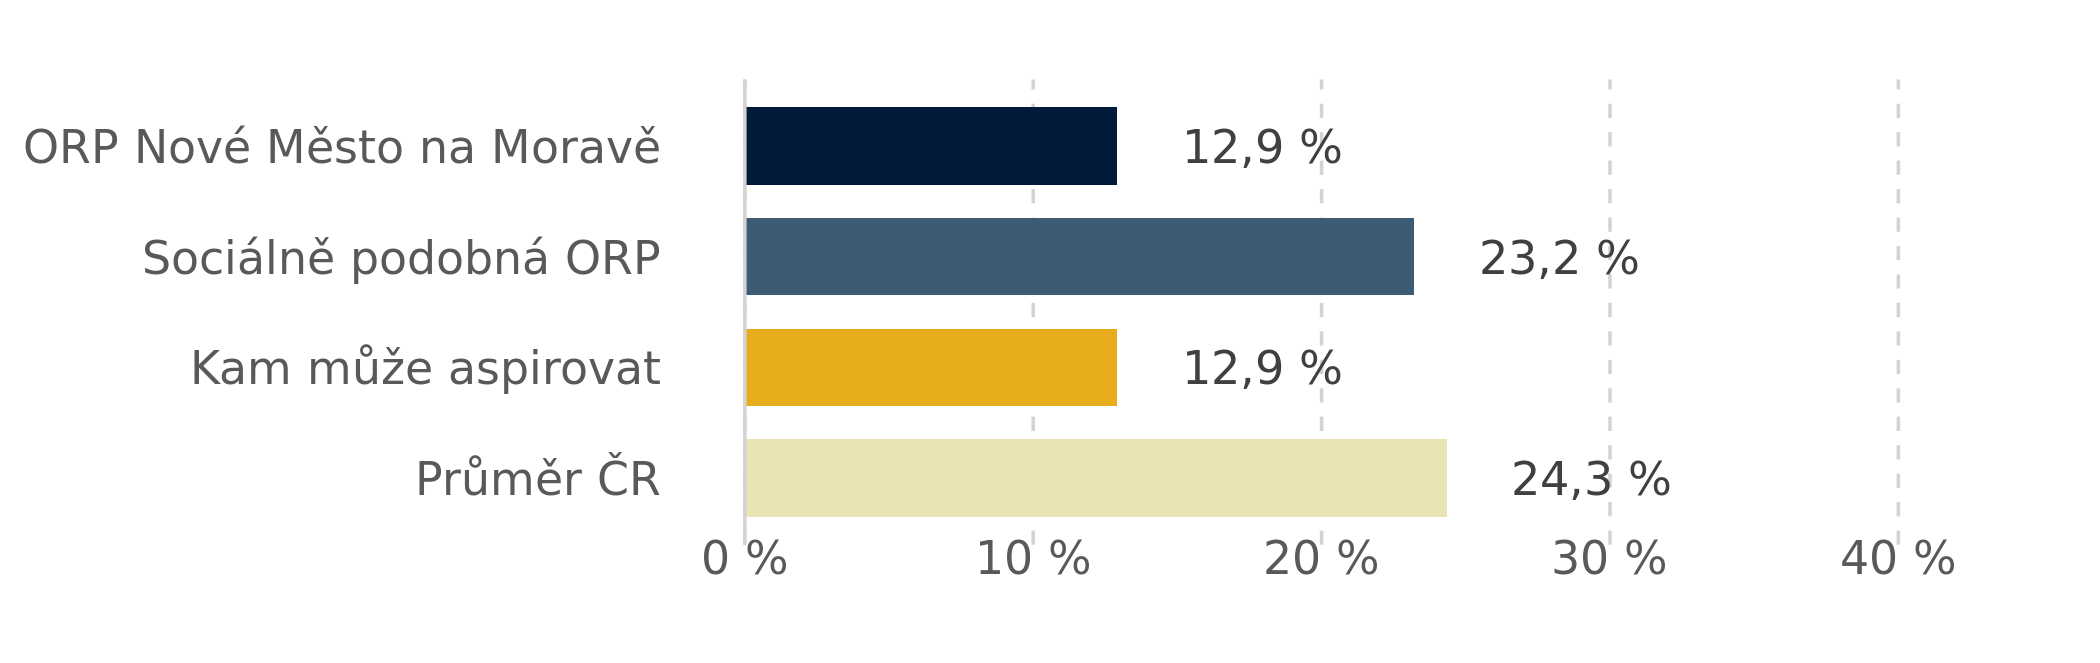 ORP Nové Město na Moravě
12,9 %
Sociálně podobná ORP
23,2 %
Kam může aspirovat
12,9 %
Průměr ČR
24,3 %
0 %
10 %
20 %
30 %
40 %